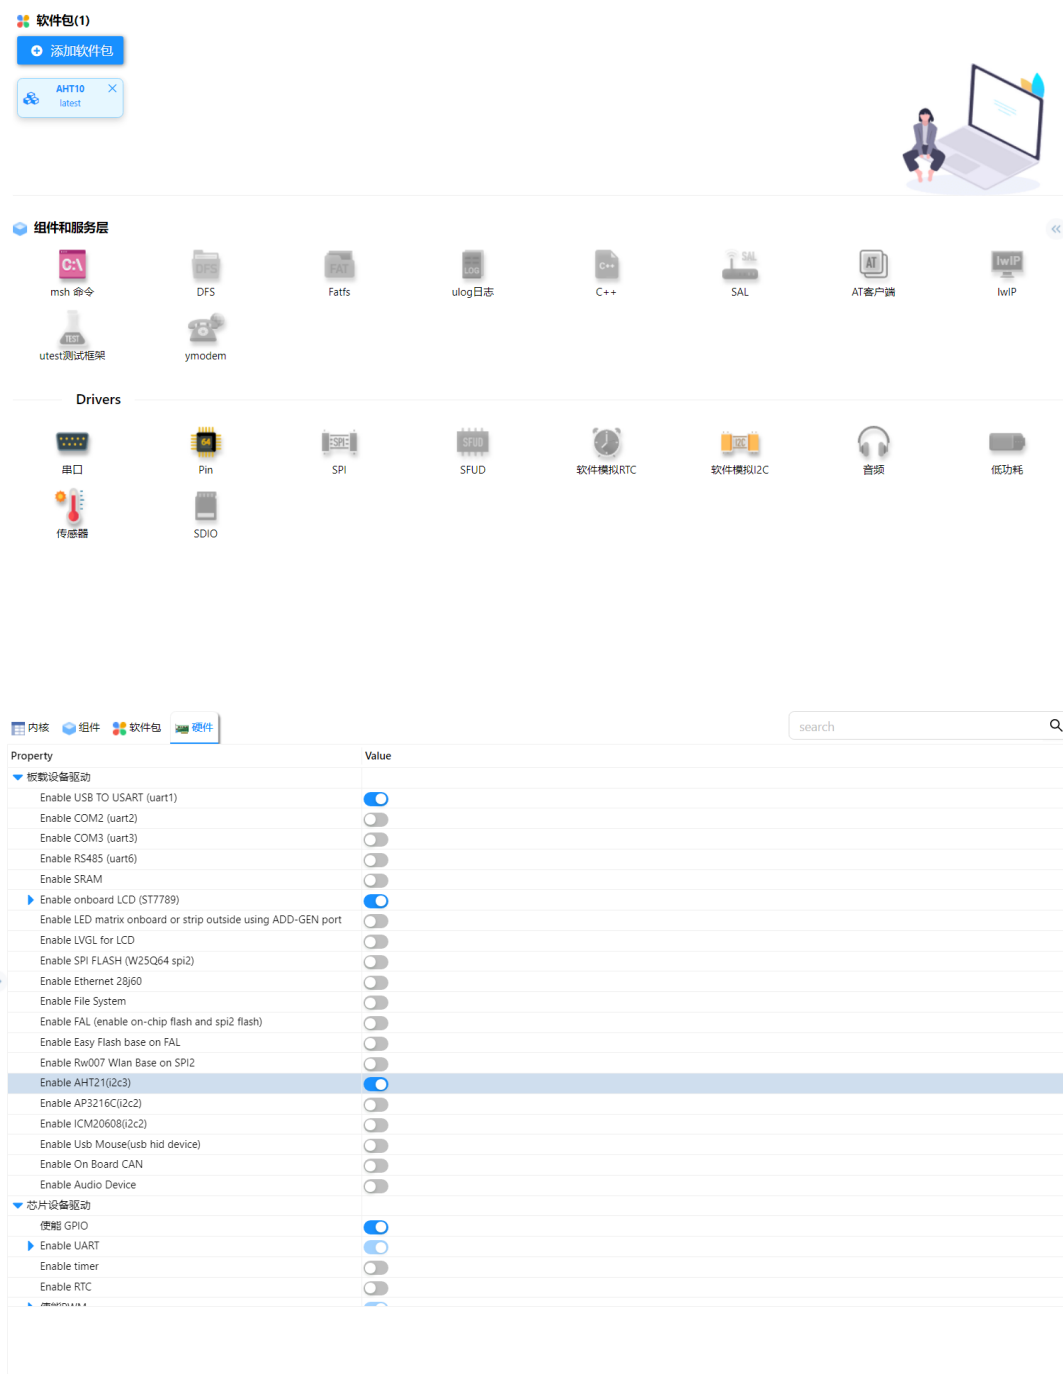 软件包(1)
添加软件包
AHT10
latest
组件和服务层
C:\
DFS
FAT
LOG
C++
SAL
AT
lwIP
msh 命令
DFS
Fatfs
ulog日志
C++
SAL
AT客户端
lwIP
TEST
utest测试框架
ymodem
Drivers
64
SPI
SFUD
I2C
串口
Pin
SPI
SFUD
软件模拟RTC
软件模拟I2C
音频
低功耗
传感器
SDIO
内核
组件
软件包
硬件
search
Property Value
板载设备驱动
Enable USB TO USART (uart1)
Enable COM2 (uart2)
Enable COM3 (uart3)
Enable RS485 (uart6)
Enable SRAM
Enable onboard LCD (ST7789)
Enable LED matrix onboard or strip outside using ADD-GEN port
Enable LVGL for LCD
Enable SPI FLASH (W25Q64 spi2)
Enable Ethernet 28j60
Enable File System
Enable FAL (enable on-chip flash and spi2 flash)
Enable Easy Flash base on FAL
Enable Rw007 Wlan Base on SPI2
Enable AHT21(i2c3)
Enable AP3216C(i2c2)
Enable ICM20608(i2c2)
Enable Usb Mouse(usb hid device)
Enable On Board CAN
Enable Audio Device
芯片设备驱动
使能 GPIO
Enable UART
Enable timer
Enable RTC
使能PWM